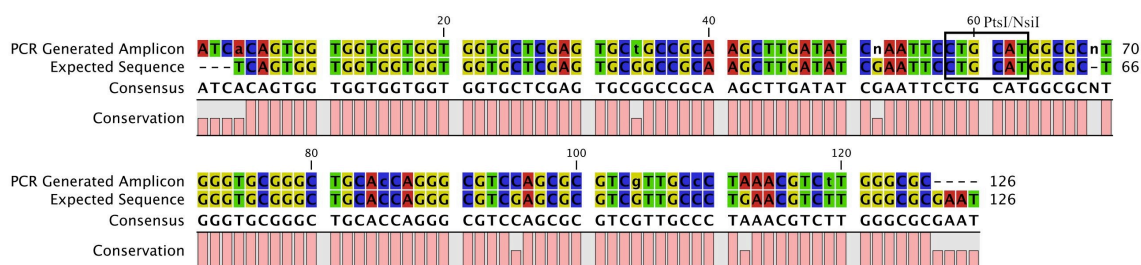 20 40 60 PtsI/NsiI
PCR Generated Amplicon ATCaCAGTGG TGGTGGTGGT GGTGCTCGAG TGCtGCCGCA AGCTTGATAT CnAATTCCTG CATGGCGCnT 70
Expected Sequence ---TCAGTGG TGGTGGTGGT GGTGCTCGAG TGCGGCCGCA AGCTTGATAT CGAATTCCTG CATGGCGC-T 66
Consensus ATCACAGTGG TGGTGGTGGT GGTGCTCGAG TGCGGCCGCA AGCTTGATAT CGAATTCCTG CATGGCGCNT
Conservation
80 100 120
PCR Generated Amplicon GGGTGCGGGC TGCAcCAGGG CGTCCAGCGC GTCgTTGCcC TAAACGTCtT GGGCGC---- 126
Expected Sequence GGGTGCGGGC TGCACCAGGG CGTCGAGCGC GTCGTTGCCC TGAACGTCTT GGGCGCGAAT 126
Consensus GGGTGCGGGC TGCACCAGGG CGTCCAGCGC GTCGTTGCCC TAAACGTCTT GGGCGCGAAT
Conservation